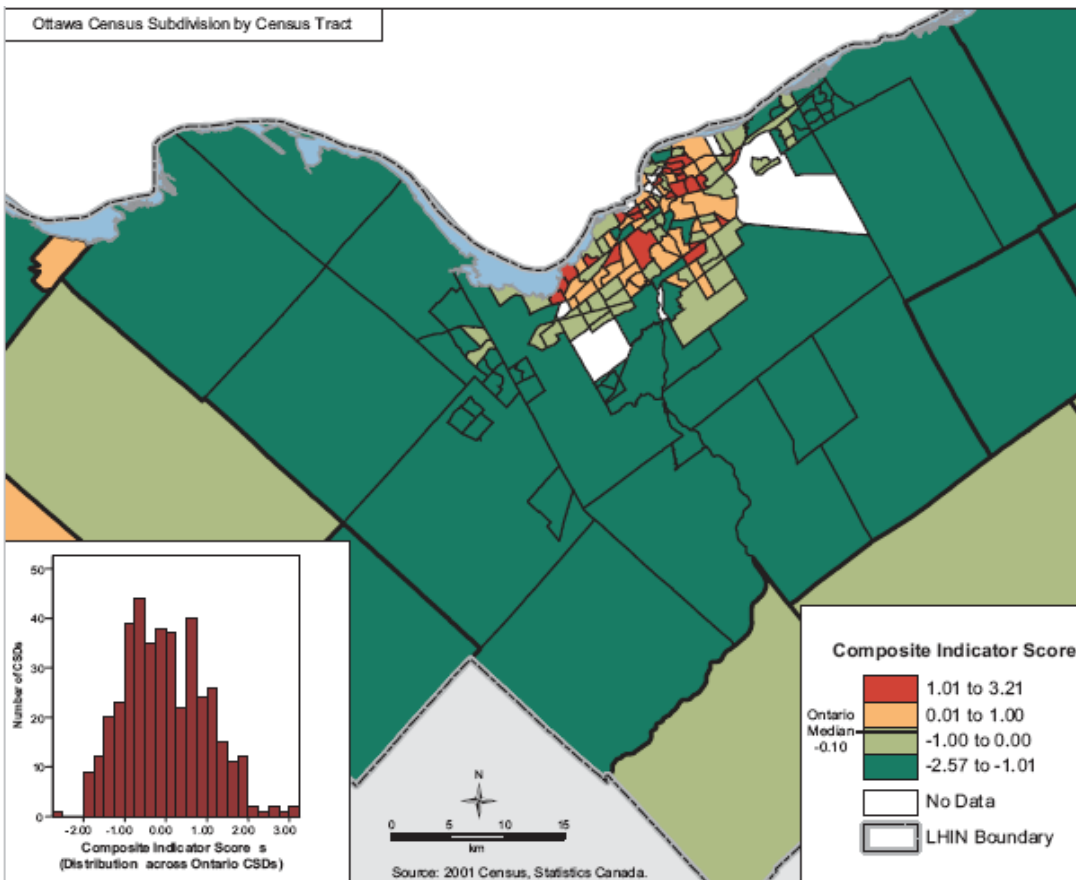 Ottawa Census Subdivision by Census Tract
50
40
30
20
10
0
Number of CSDs
-2.00 -1.00 0.00 1.00 2.00 3.00
Composite Indicator Score s
(Distribution across Ontario CSDs)
N
0 5 10 15
km
Source: 2001 Census, Statistics Canada.
Composite Indicator Score
1.01 to 3.21
0.01 to 1.00
Ontario
Median
-0.10
-1.00 to 0.00
-2.57 to -1.01
No Data
LHIN Boundary